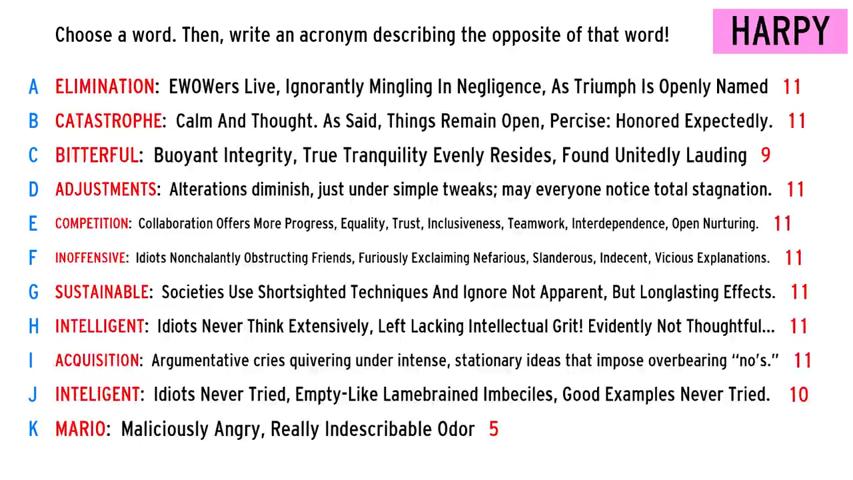 Choose a word. Then, write an acronym describing the opposite of that word!
HARPY
A ELIMINATION: EWOWers Live, Ignorantly Mingling In Negligence, As Triumph Is Openly Named 11
B CATASTROPHE: Calm And Thought. As Said, Things Remain Open, Percise: Honored Expectedly. 11
C BITTERFUL: Buoyant Integrity, True Tranquility Evenly Resides, Found Unitedly Lauding 9
D ADJUSTMENTS: Alterations diminish, just under simple tweaks; may everyone notice total stagnation. 11
E COMPETITION: Collaboration Offers More Progress, Equality, Trust, Inclusiveness, Teamwork, Interdependence, Open Nurturing. 11
F INOFFENSIVE: Idiots Nonchalantly Obstructing Friends, Furiously Exclaiming Nefarious, Slanderous, Indecent, Vicious Explanations. 11
G SUSTAINABLE: Societies Use Shortsighted Techniques And Ignore Not Apparent, But Longlasting Effects. 11
H INTELLIGENT: Idiots Never Think Extensively, Left Lacking Intellectual Grit! Evidently Not Thoughtful... 11
I ACQUISITION: Argumentative cries quivering under intense, stationary ideas that impose overbearing “no's.” 11
J INTELIGENT: Idiots Never Tried, Empty-Like Lamebrained Imbeciles, Good Examples Never Tried. 10
K MARIO: Maliciously Angry, Really Indescribable Odor 5